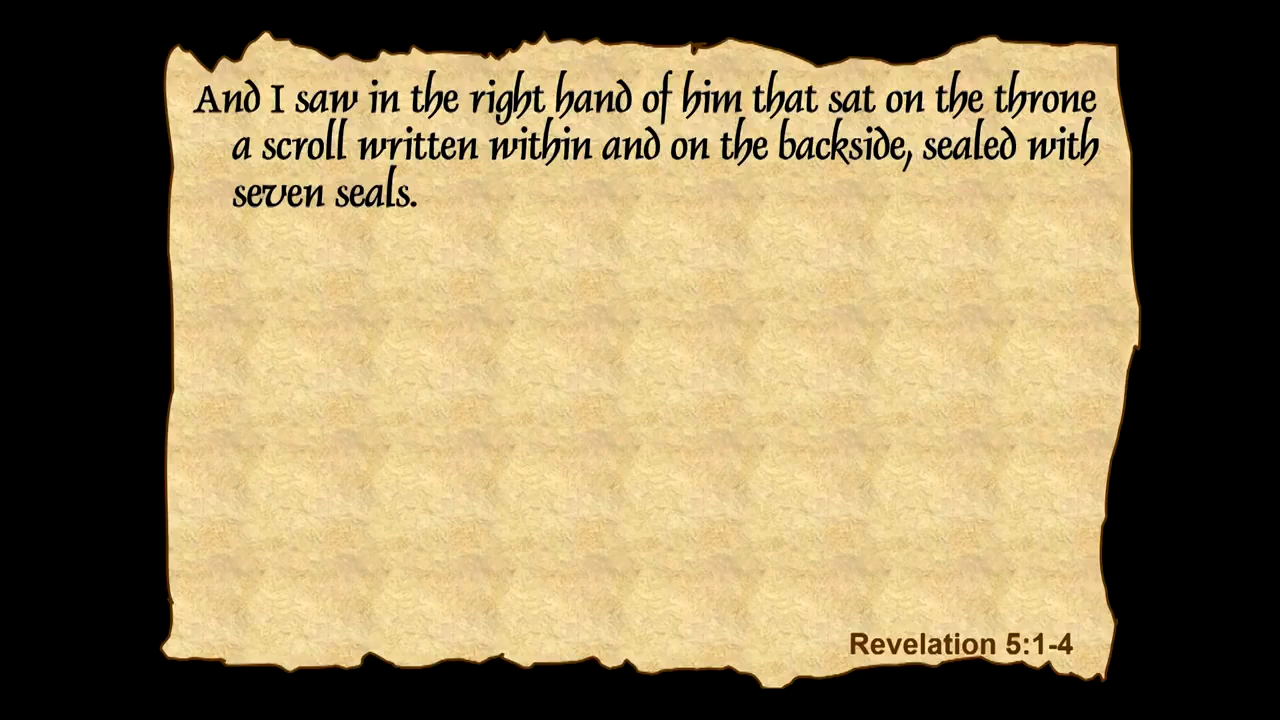 And I saw in the right hand of him that sat on the throne
a scroll written within and on the backside, sealed with
seven seals.
Revelation 5:1-4